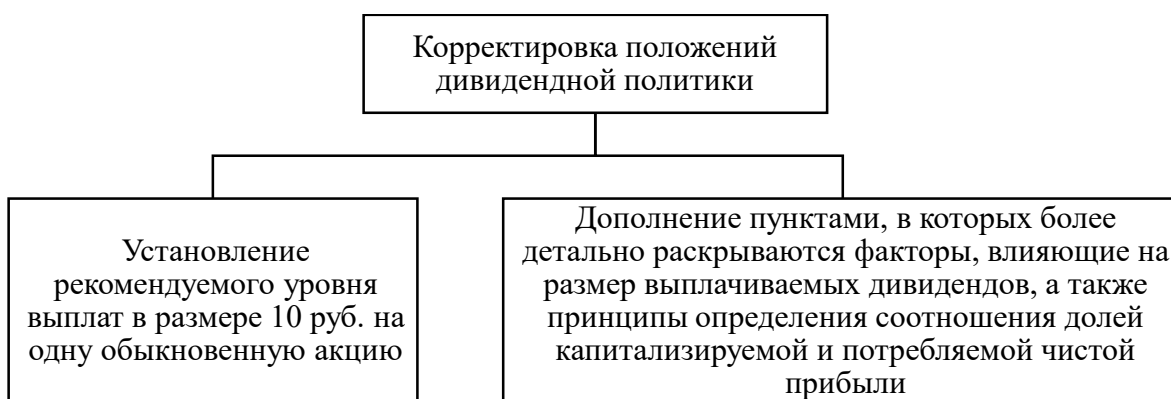 Корректировка положений
дивидендной политики
Установление
рекомендуемого уровня
выплат в размере 10 руб. на
одну обыкновенную акцию
Дополнение пунктами, в которых более
детально раскрываются факторы, влияющие на
размер выплачиваемых дивидендов, а также
принципы определения соотношения долей
капитализируемой и потребляемой чистой
прибыли